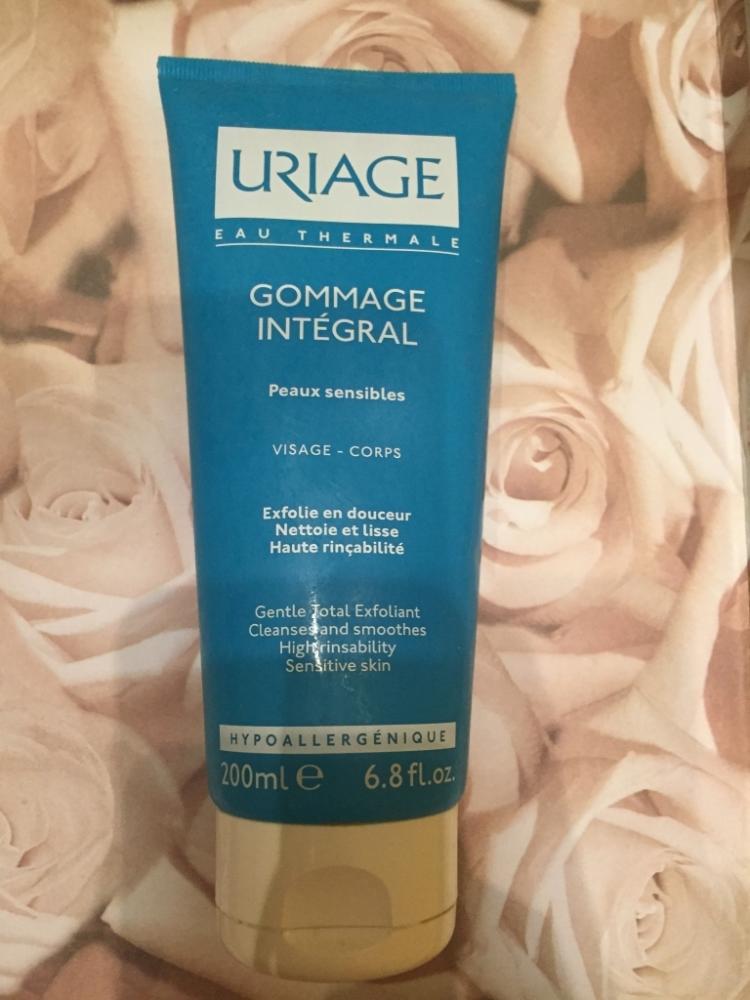 URIAGE
EAU THERMALE
GOMMAGE
INTÉGRAL
Peaux sensibles
VISAGE - CORPS
Exfolie en douceur
Nettoie et lisse
Haute rinçabilité
Gentle Total Exfoliant
Cleanses and smoothes
High rinsability
Sensitive skin
HYPOALLERGÉNIQUE
200ml e 6.8 fl.oz.